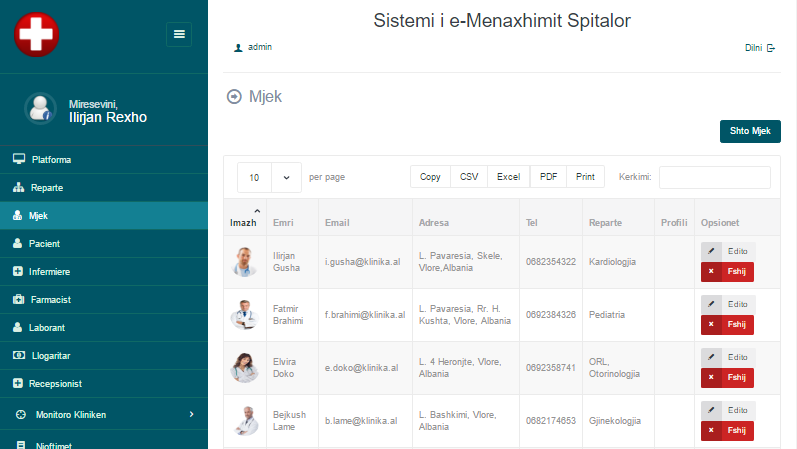 Sistemi i e-Menaxhimit Spitalor
admin
Dilni
Miresevini,
Ilirjan Rexho
Platforma
Reparte
Mjek
Pacient
Infermiere
Farmacist
Laborant
Llogaritar
Recepsionist
Monitoro Kliniken
Njoftimet
Mjek
Shto Mjek
10 per page
Copy CSV Excel PDF Print Kerkimi:
Imazh Emri Email Adresa Tel Reparte Profili Opsionet
Ilirjan Gusha i.gusha@klinika.al L. Pavaresia, Skele, Vlore,Albania 0682354322 Kardiologjia Edito Fshij
Fatmir Brahimi f.brahimi@klinika.al L. Pavaresia, Rr. H. Kushta, Vlore, Albania 0692384326 Pediatria Edito Fshij
Elvira Doko e.doko@klinika.al L. 4 Heronjte, Vlore, Albania 0692358741 ORL, Otorinologjia Edito Fshij
Bejkush Lame b.lame@klinika.al L. Bashkimi, Vlore, Albania 0682174653 Gjinekologjia Edito Fshij